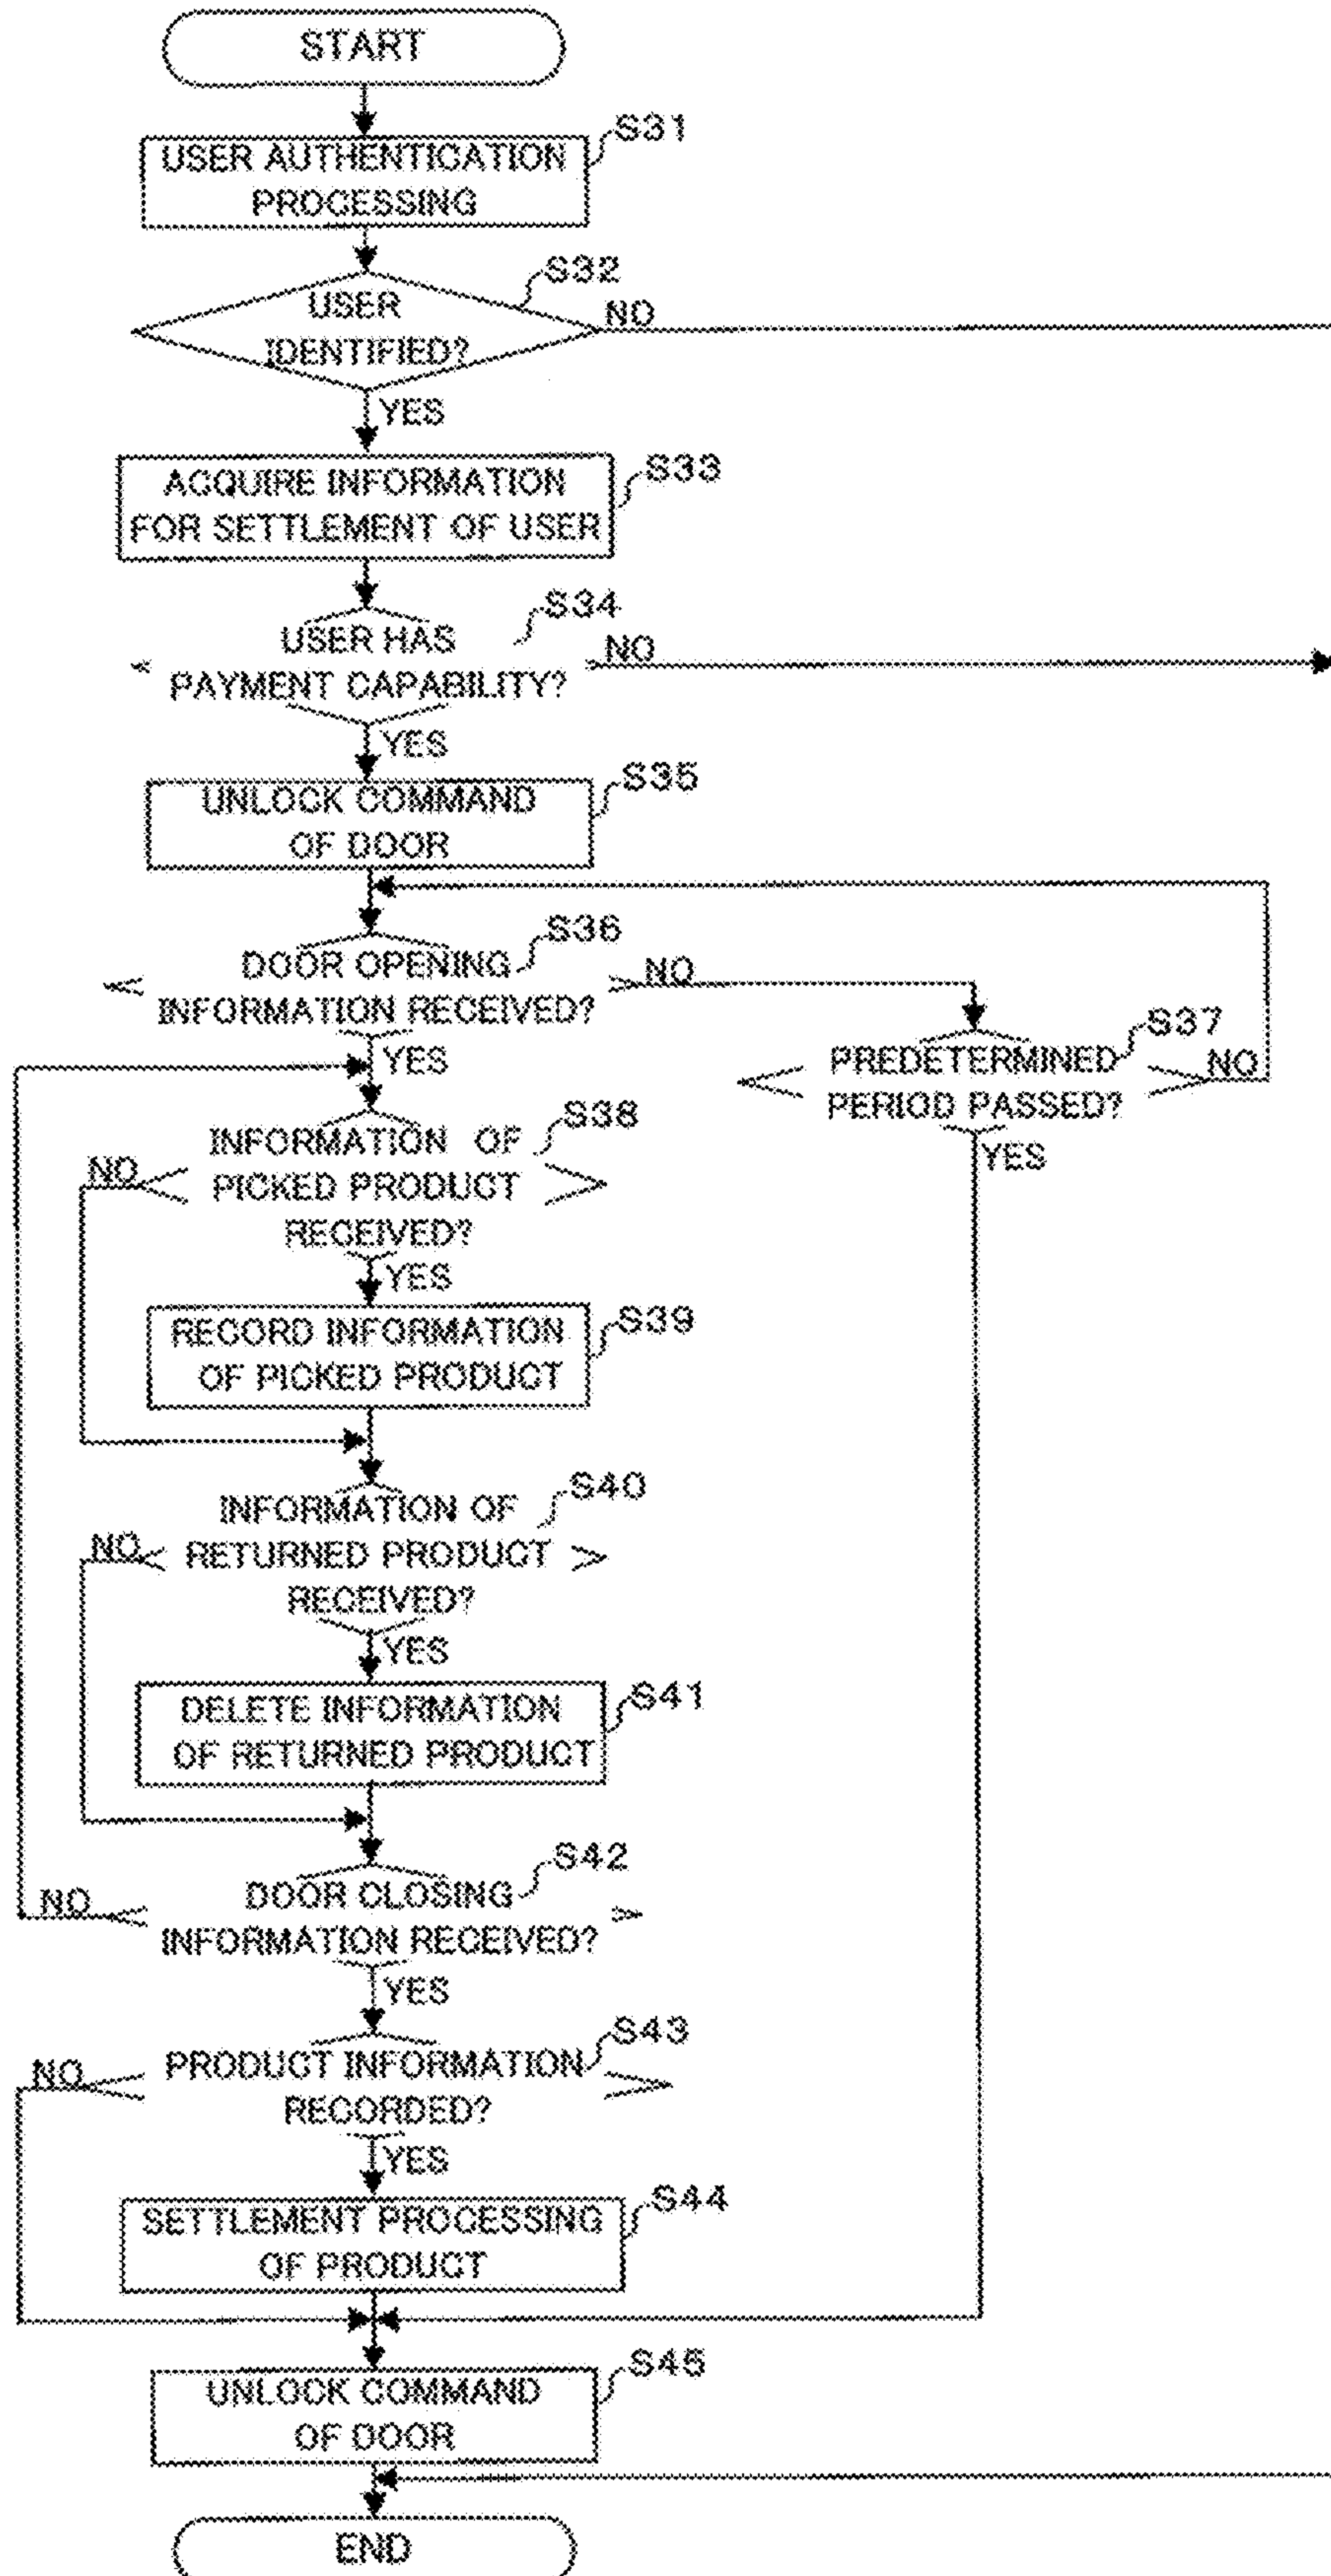 START
S31
USER AUTHENTICATION
PROCESSING
S32
USER
IDENTIFIED?
NO
YES
S33
ACQUIRE INFORMATION
FOR SETTLEMENT OF USER
S34
USER HAS
PAYMENT CAPABILITY?
NO
YES
S35
UNLOCK COMMAND
OF DOOR
S36
DOOR OPENING
INFORMATION RECEIVED?
NO
YES
S37
PREDETERMINED
PERIOD PASSED?
NO
YES
S38
INFORMATION OF
PICKED PRODUCT
RECEIVED?
NO
YES
S39
RECORD INFORMATION
OF PICKED PRODUCT
S40
INFORMATION OF
RETURNED PRODUCT
RECEIVED?
NO
YES
S41
DELETE INFORMATION
OF RETURNED PRODUCT
S42
DOOR CLOSING
INFORMATION RECEIVED?
NO
YES
S43
PRODUCT INFORMATION
RECORDED?
NO
YES
S44
SETTLEMENT PROCESSING
OF PRODUCT
S45
UNLOCK COMMAND
OF DOOR
END